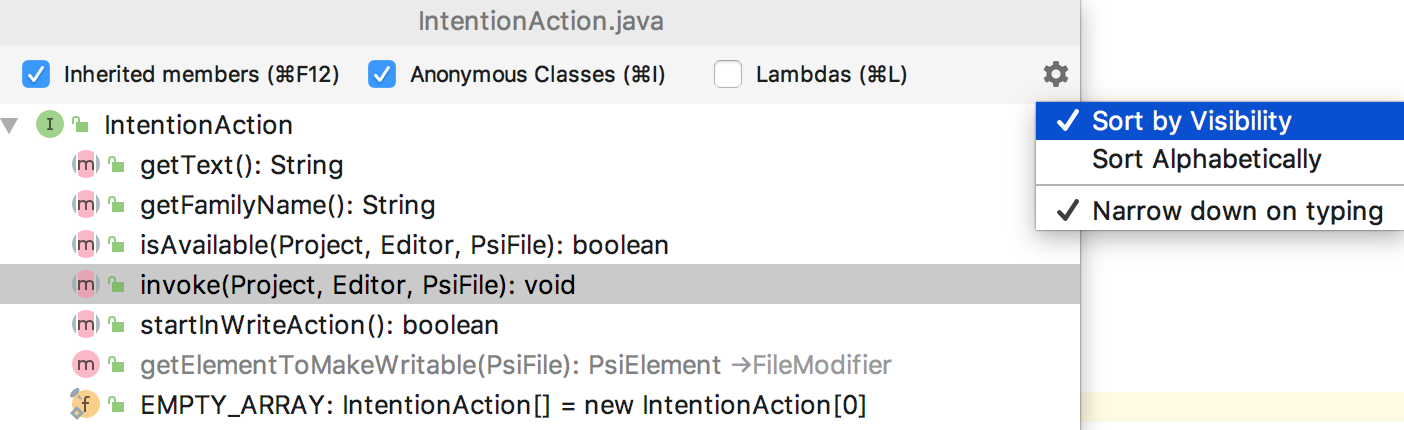 IntentionAction.java
Inherited members (⌘F12) Anonymous Classes (⌘I) Lambdas (⌘L)
Sort by Visibility
Sort Alphabetically
Narrow down on typing
I IntentionAction
m getText(): String
m getFamilyName(): String
m isAvailable(Project, Editor, PsiFile): boolean
m invoke(Project, Editor, PsiFile): void
m startInWriteAction(): boolean
m getElementToMakeWritable(PsiFile): PsiElement →FileModifier
f EMPTY_ARRAY: IntentionAction[] = new IntentionAction[0]